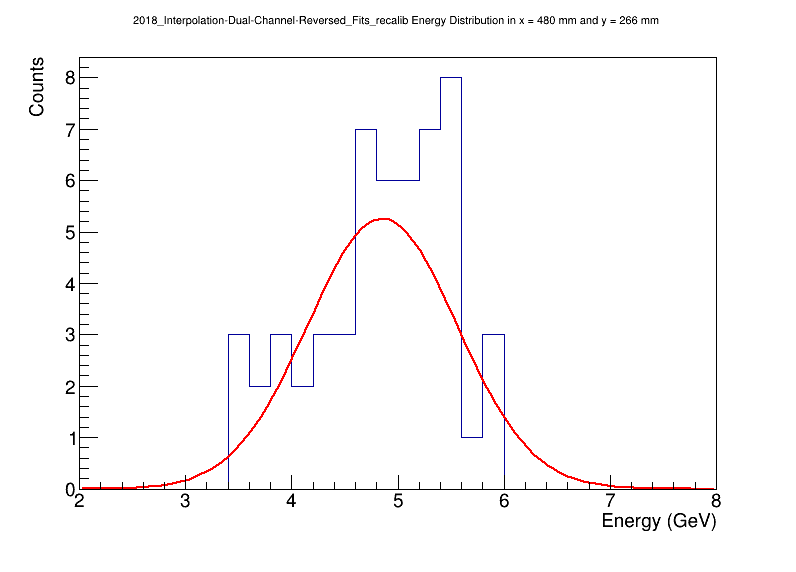 2018_Interpolation-Dual-Channel-Reversed_Fits_recalib Energy Distribution in x = 480 mm and y = 266 mm
Counts
8
7
6
5
4
3
2
1
0
2 3 4 5 6 7 8
Energy (GeV)